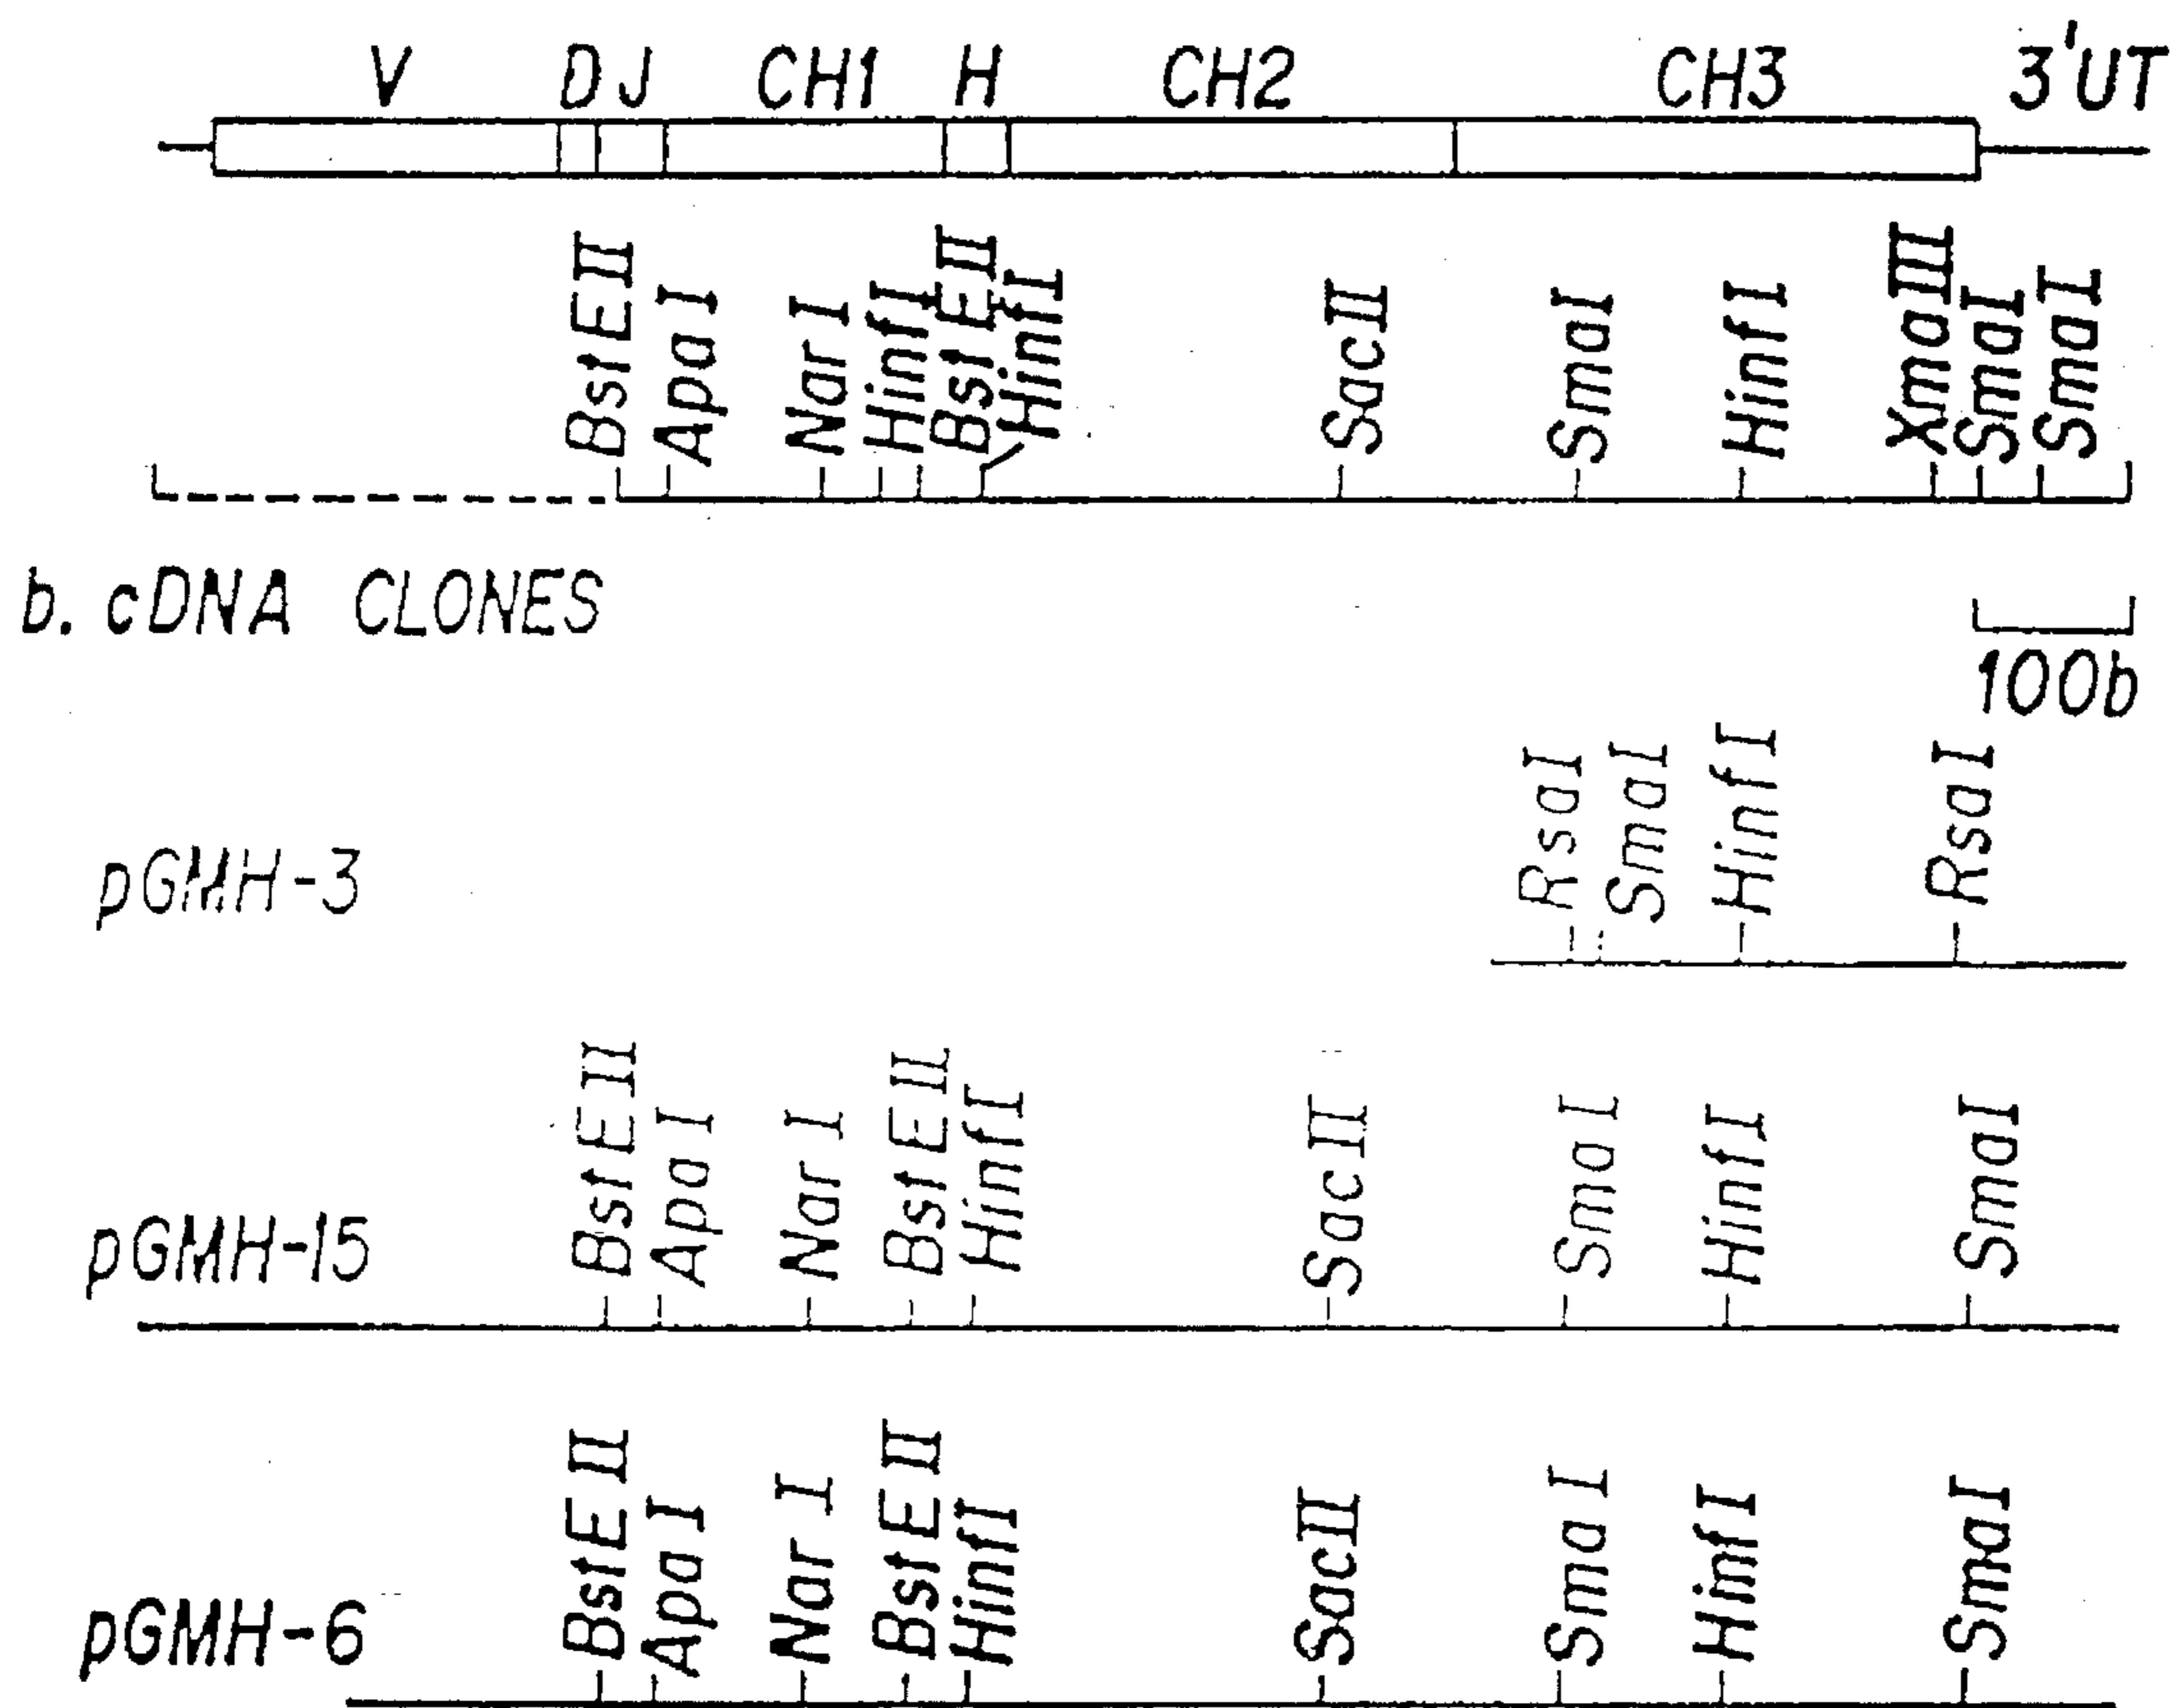 V DJ CH1 H CH2 CH3 3'UT
BstEII ApaI NarI HinfI BstEII HinfI SacII SmaI HinfI XmaIII SmaI SmaI
b. cDNA CLONES
100b
RsaI SmaI HinfI RsaI
pGMH-3
BstEII ApaI NarI BstEII HinfI SacII SmaI HinfI SmaI
pGMH-15
BstEII ApaI NarI BstEII HinfI SacII SmaI HinfI SmaI
pGMH-6